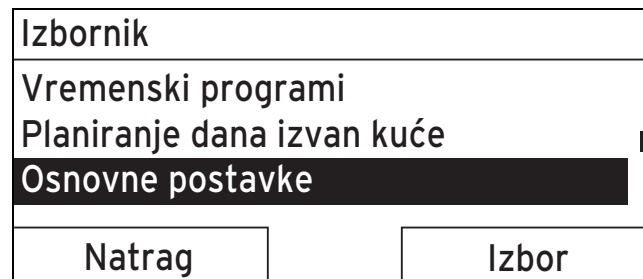 Izbornik
Vremenski programi
Planiranje dana izvan kuće
Osnovne postavke
Natrag Izbor